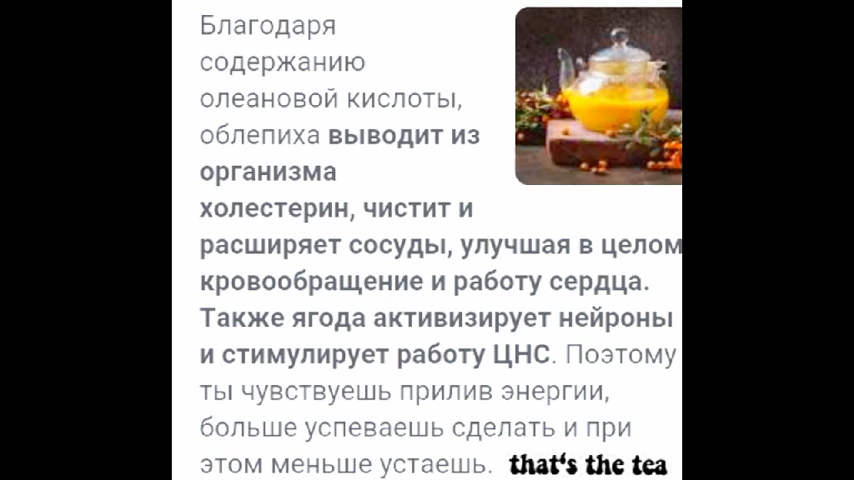 Благодаря
содержанию
олеановой кислоты,
облепиха выводит из
организма
холестерин, чистит и
расширяет сосуды, улучшая в целом
кровообращение и работу сердца.
Также ягода активизирует нейроны
и стимулирует работу ЦНС. Поэтому
ты чувствуешь прилив энергии,
больше успеваешь сделать и при
этом меньше устаешь. that's the tea